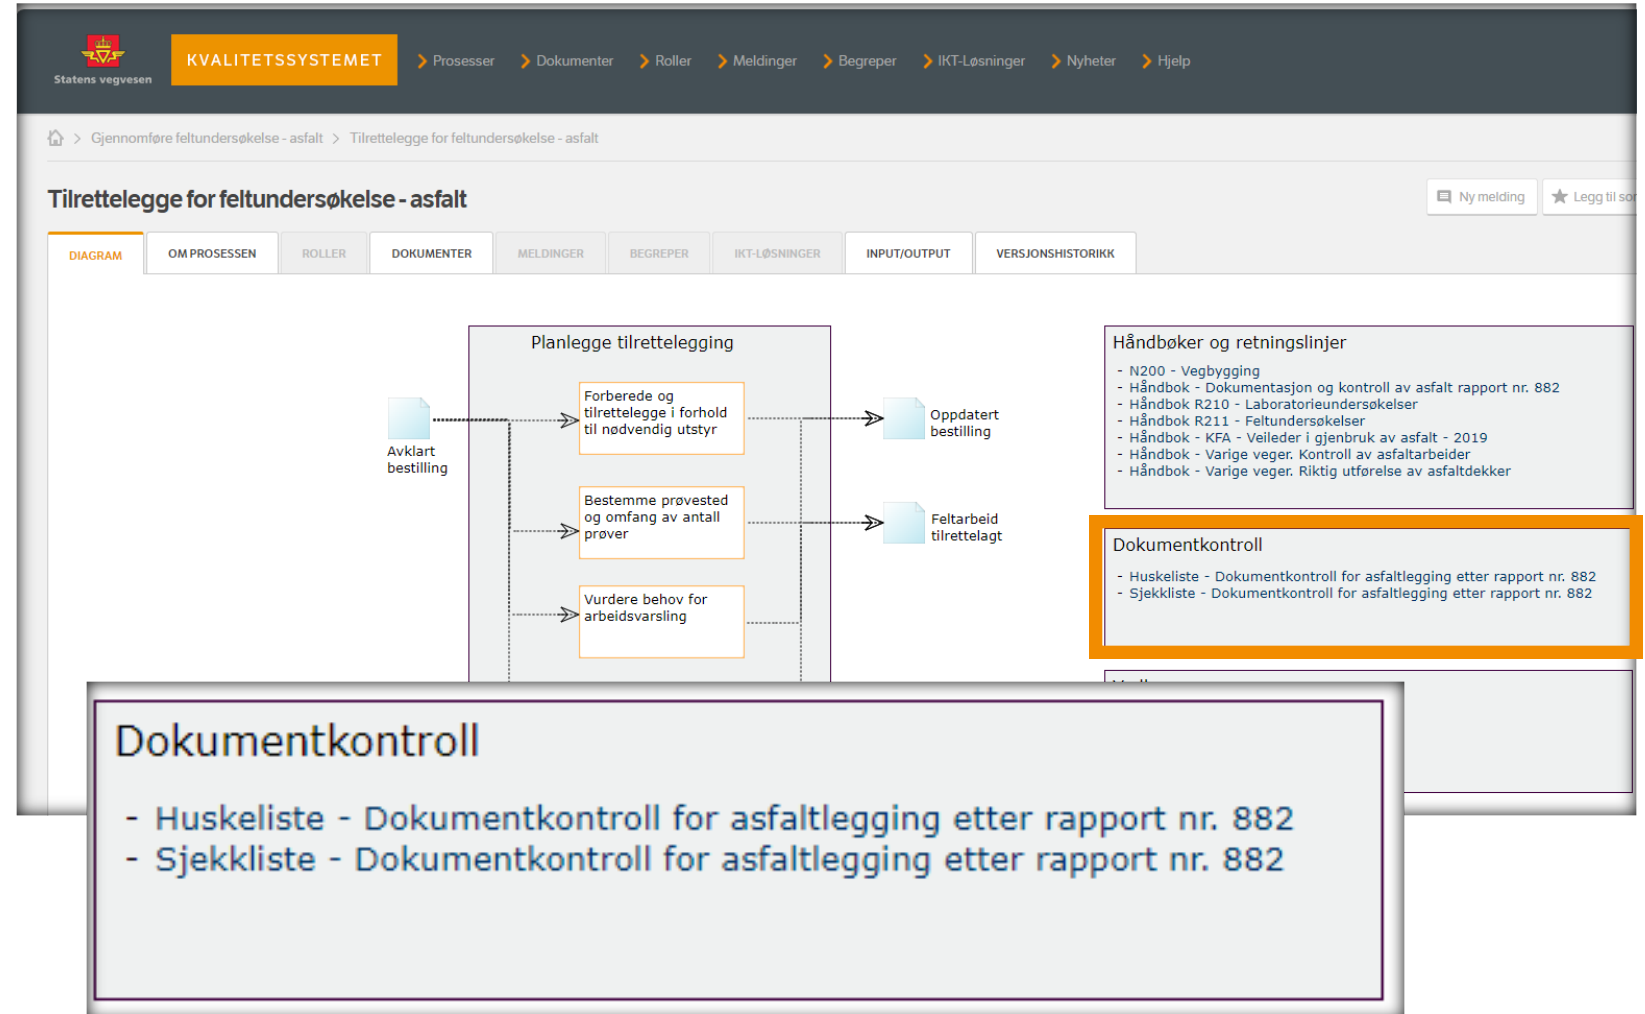 Statens vegvesen
KVALITETSSYSTEMET
Prosesser
Dokumenter
Roller
Meldinger
Begreper
IKT-Løsninger
Nyheter
Hjelp
> Gjennomføre feltundersøkelse - asfalt > Tilrettelegge for feltundersøkelse - asfalt
Tilrettelegge for feltundersøkelse - asfalt
Ny melding
Legg til
DIAGRAM
OM PROSESSEN
ROLLER
DOKUMENTER
MELDINGER
BEGREPER
IKT-LØSNINGER
INPUT/OUTPUT
VERSJONSHISTORIKK
Planlegge tilrettelegging
Avklart
bestilling
Forberede og
tilrettelegge i forhold
til nødvendig utstyr
Bestemme prøvested
og omfang av antall
prøver
Vurdere behov for
arbeidsvarsling
Oppdatert
bestilling
Feltarbeid
tilrettelagt
Håndbøker og retningslinjer
- N200 - Vegbygging
- Håndbok - Dokumentasjon og kontroll av asfalt rapport nr. 882
- Håndbok R210 - Laboratorieundersøkelser
- Håndbok R211 - Feltundersøkelser
- Håndbok - KFA - Veileder i gjenbruk av asfalt - 2019
- Håndbok - Varige veger. Kontroll av asfaltarbeider
- Håndbok - Varige veger. Riktig utførelse av asfaltdekker
Dokumentkontroll
- Huskeliste - Dokumentkontroll for asfaltlegging etter rapport nr. 882
- Sjekkliste - Dokumentkontroll for asfaltlegging etter rapport nr. 882
Dokumentkontroll
- Huskeliste - Dokumentkontroll for asfaltlegging etter rapport nr. 882
- Sjekkliste - Dokumentkontroll for asfaltlegging etter rapport nr. 882